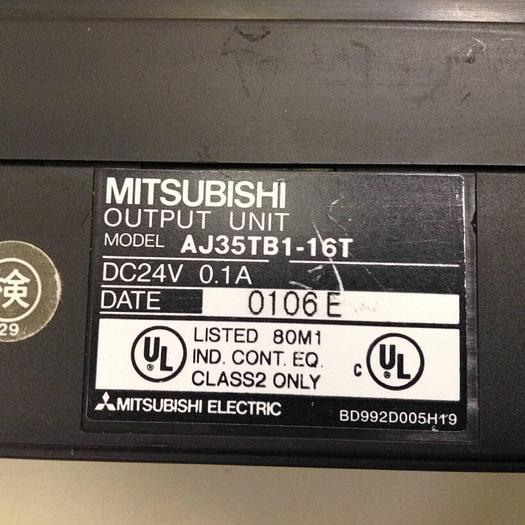 MITSUBISHI
OUTPUT UNIT
MODEL AJ35TB1-16T
DC24V 0.1A
DATE 0106 E
UL LISTED 80M1
IND. CONT. EQ.
CLASS2 ONLY
c UL
MITSUBISHI ELECTRIC
BD992D005H19
検
29